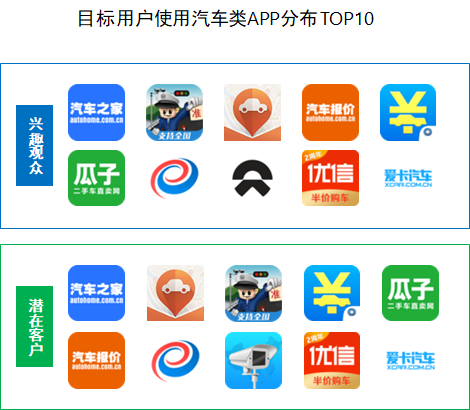 目标用户使用汽车类APP分布TOP10
兴趣观众
汽车之家
autohome.com.cn
准
支持全国
汽车报价
autohome.com.cn
瓜子
二手车直卖网
2周年
优信
半价购车
爱卡汽车
XCAR.COM.CN
潜在客户
汽车之家
autohome.com.cn
准
支持全国
瓜子
二手车直卖网
汽车报价
autohome.com.cn
2周年
优信
半价购车
爱卡汽车
XCAR.COM.CN